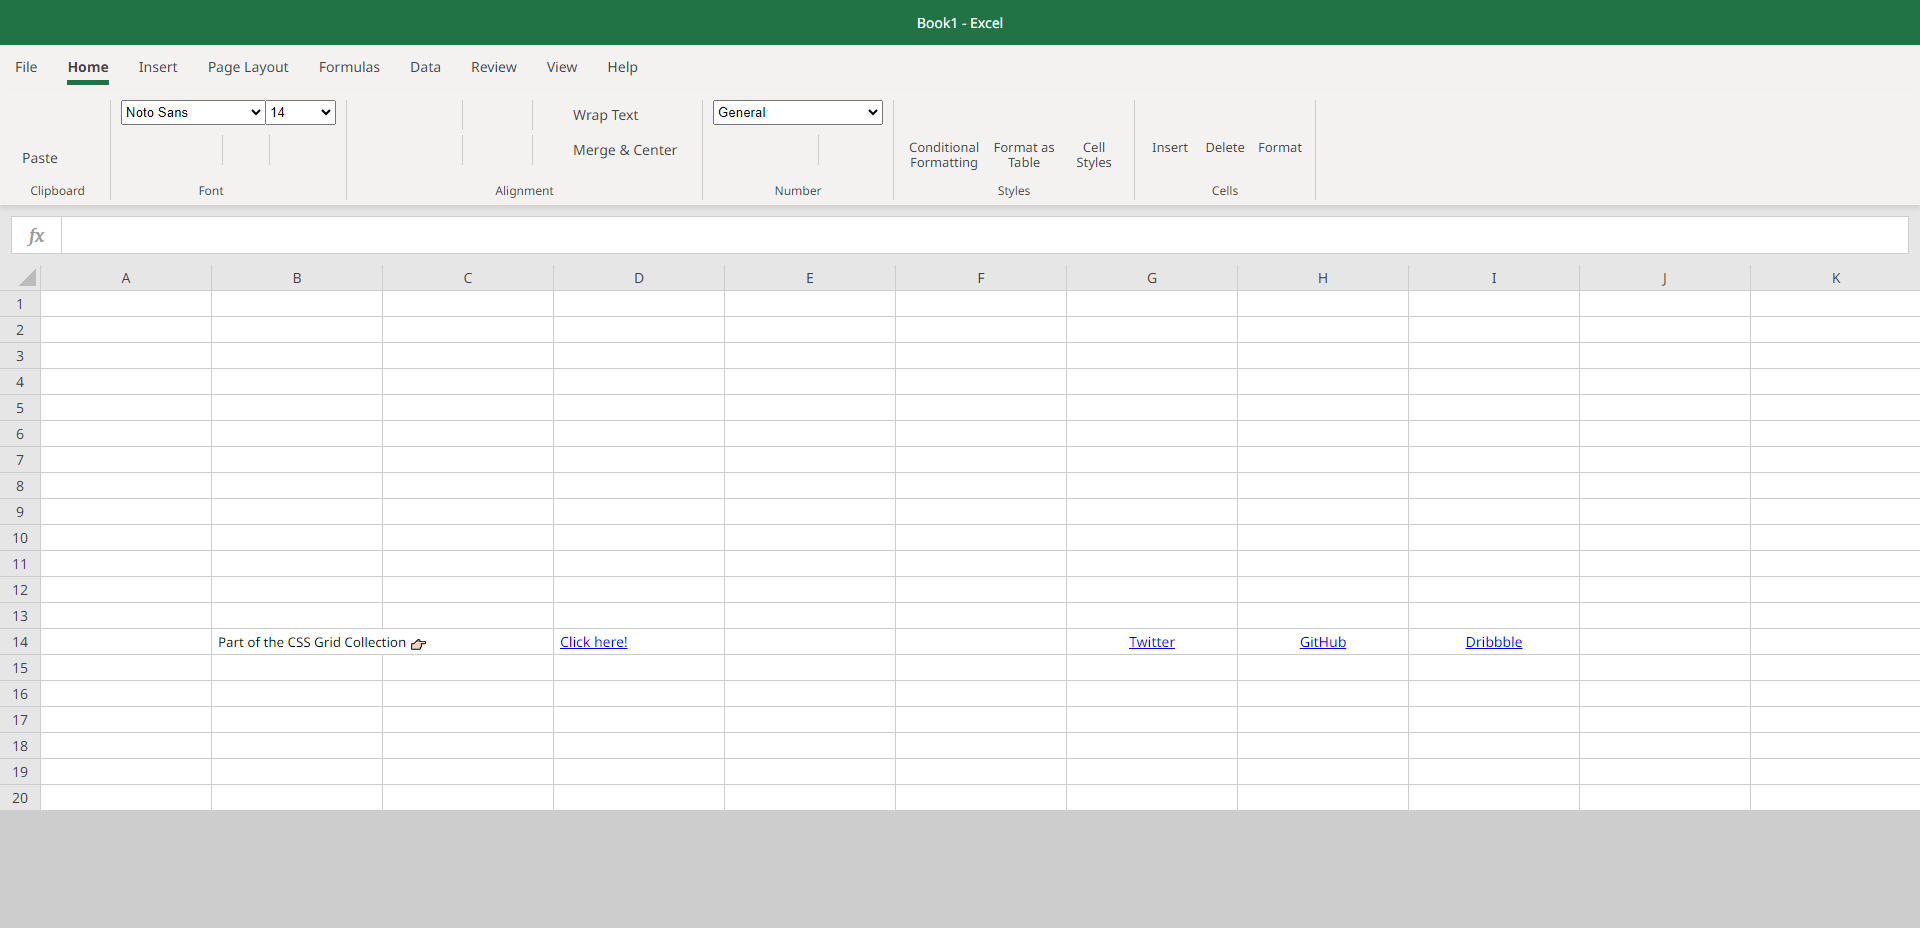 Book1 - Excel
File Home Insert Page Layout Formulas Data Review View Help
Noto Sans 14 Wrap Text General
Paste Merge & Center Conditional Formatting Format as Table Cell Styles Insert Delete Format
Clipboard Font Alignment Number Styles Cells
fx
A B C D E F G H I J K
1
2
3
4
5
6
7
8
9
10
11
12
13
14 Part of the CSS Grid Collection 👉 Click here! Twitter GitHub Dribbble
15
16
17
18
19
20